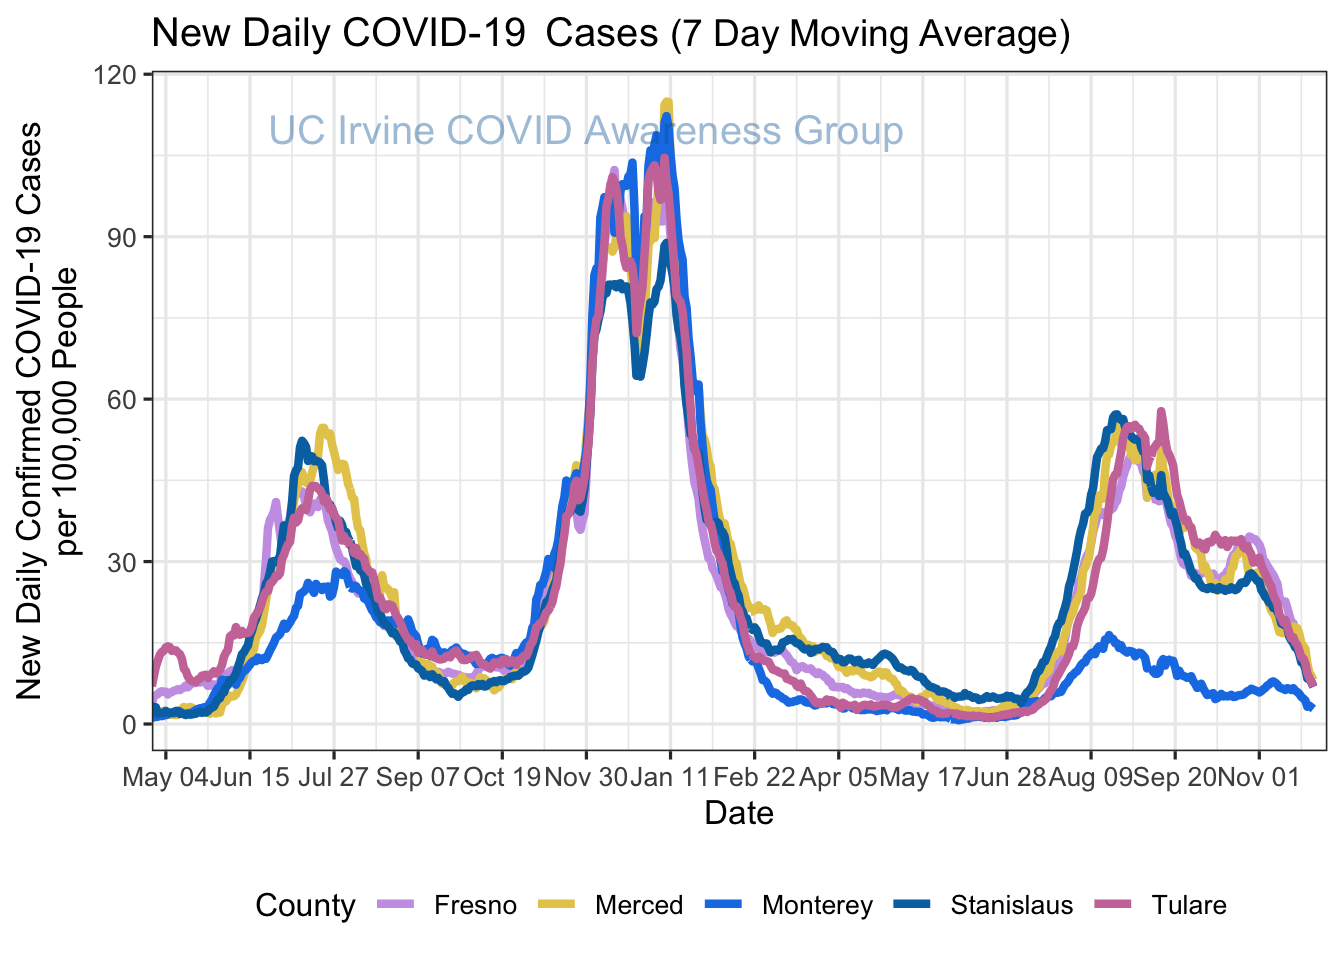 New Daily COVID-19  Cases (7 Day Moving Average)
UC Irvine COVID Awareness Group
New Daily Confirmed COVID-19 Cases
per 100,000 People
120
90
60
30
0
May 04 Jun 15 Jul 27 Sep 07 Oct 19 Nov 30 Jan 11 Feb 22 Apr 05 May 17 Jun 28 Aug 09 Sep 20 Nov 01
Date
County Fresno Merced Monterey Stanislaus Tulare